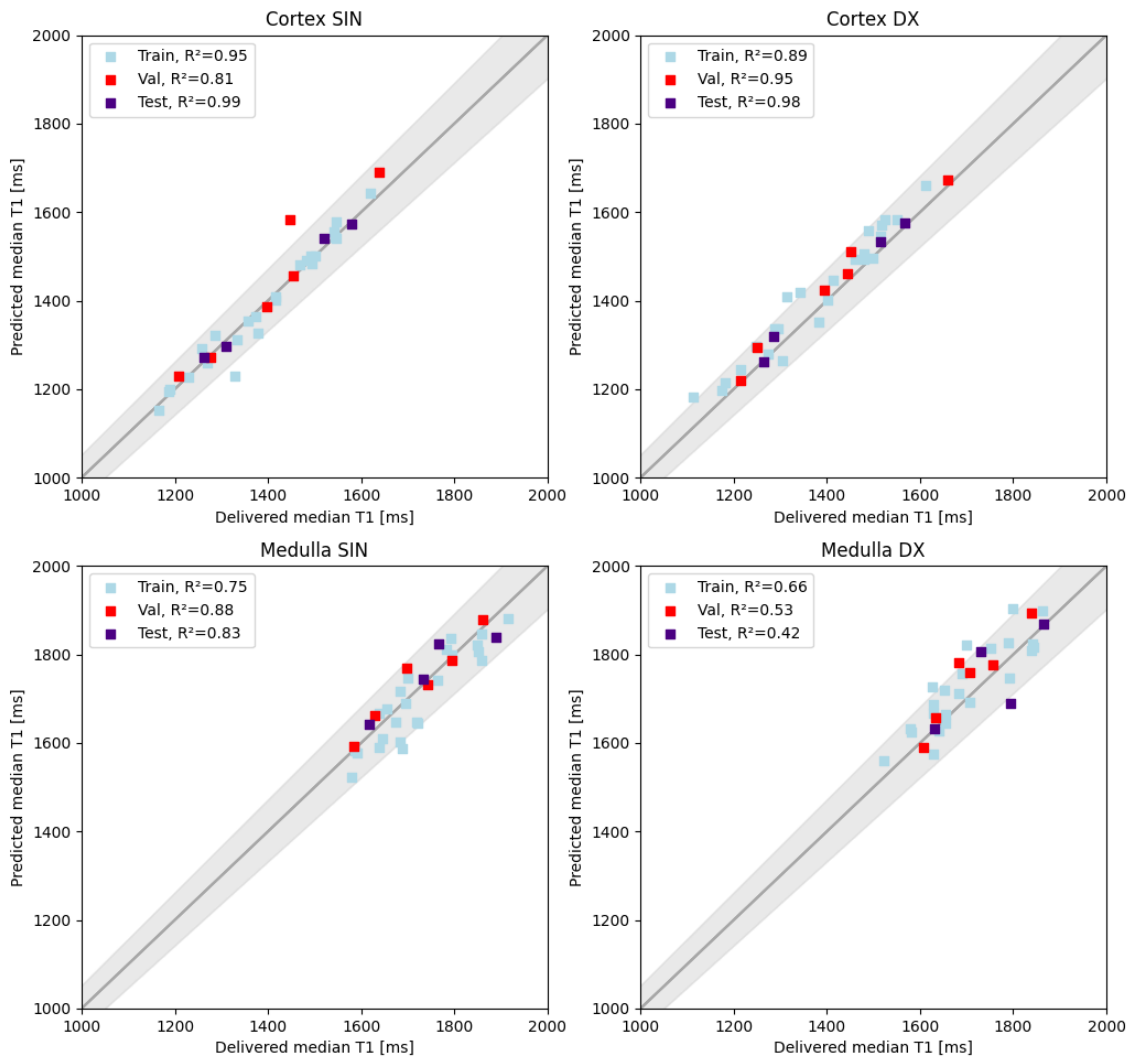 Cortex SIN
Train, R²=0.95
Val, R²=0.81
Test, R²=0.99
2000
1800
1600
1400
1200
1000
Predicted median T1 [ms]
1000 1200 1400 1600 1800 2000
Delivered median T1 [ms]
Cortex DX
Train, R²=0.89
Val, R²=0.95
Test, R²=0.98
2000
1800
1600
1400
1200
1000
Predicted median T1 [ms]
1000 1200 1400 1600 1800 2000
Delivered median T1 [ms]
Medulla SIN
Train, R²=0.75
Val, R²=0.88
Test, R²=0.83
2000
1800
1600
1400
1200
1000
Predicted median T1 [ms]
1000 1200 1400 1600 1800 2000
Delivered median T1 [ms]
Medulla DX
Train, R²=0.66
Val, R²=0.53
Test, R²=0.42
2000
1800
1600
1400
1200
1000
Predicted median T1 [ms]
1000 1200 1400 1600 1800 2000
Delivered median T1 [ms]